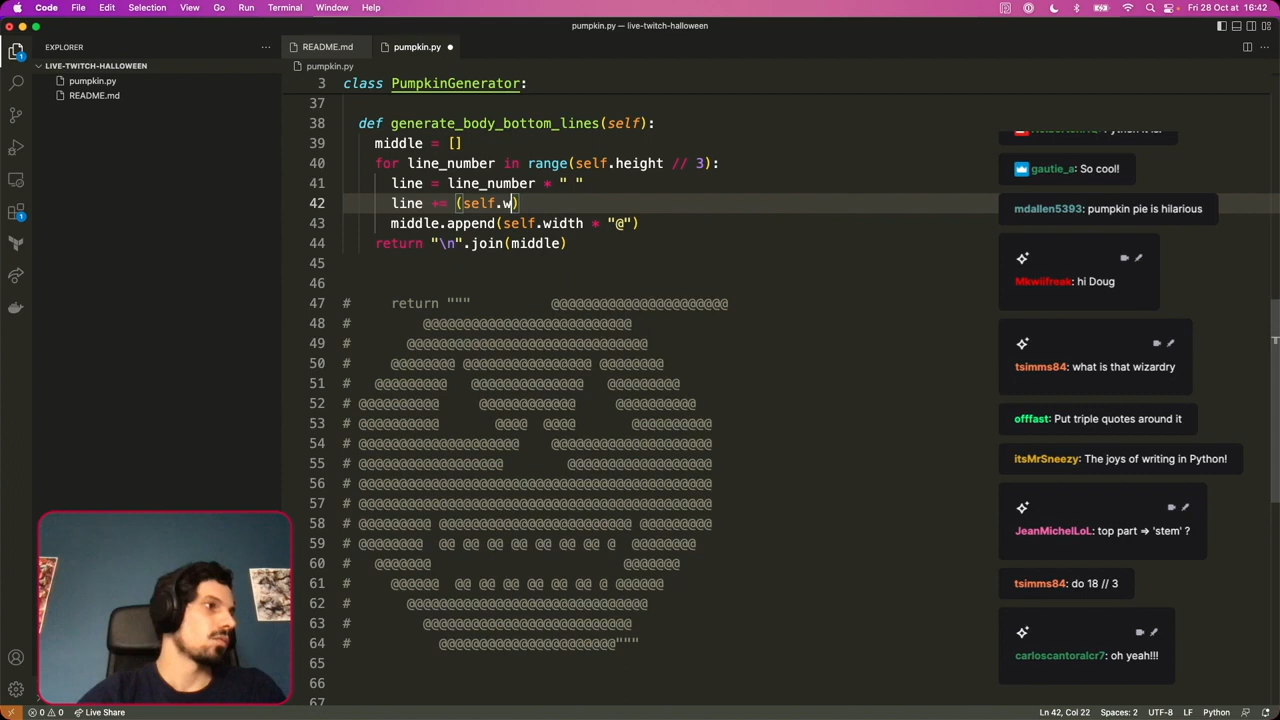 Code File Edit Selection View Go Run Terminal Window Help
Fri 28 Oct at 16:42
pumpkin.py — live-twitch-halloween
EXPLORER
README.md
pumpkin.py
LIVE-TWITCH-HALLOWEEN
pumpkin.py
README.md
pumpkin.py
3 class PumpkinGenerator:
37
38 def generate_body_bottom_lines(self):
39 middle = []
40 for line_number in range(self.height // 3):
41 line = line_number * " "
42 line += (self.w)
43 middle.append(self.width * "@")
44 return "\n".join(middle)
45
46
47 # return """ @@@@@@@@@@@@@@@@@@@@@@
48 # @@@@@@@@@@@@@@@@@@@@@@@@@@
49 # @@@@@@@@@@@@@@@@@@@@@@@@@@@@@@
50 # @@@@@@@@ @@@@@@@@@@@@@@@@ @@@@@@@@
51 # @@@@@@@@@ @@@@@@@@@@@@@@ @@@@@@@@@
52 # @@@@@@@@@@ @@@@@@@@@@@@ @@@@@@@@@@
53 # @@@@@@@@@@ @@@@ @@@@ @@@@@@@@@@
54 # @@@@@@@@@@@@@@@@@@@@ @@@@@@@@@@@@@@@@@@@@
55 # @@@@@@@@@@@@@@@@@@ @@@@@@@@@@@@@@@@@@
56 # @@@@@@@@@@@@@@@@@@@@@@@@@@@@@@@@@@@@@@@@@@@@
57 # @@@@@@@@@@@@@@@@@@@@@@@@@@@@@@@@@@@@@@@@@@@@
58 # @@@@@@@@@ @@@@@@@@@@@@@@@@@@@@@@@@ @@@@@@@@@
59 # @@@@@@@@ @@ @@ @@ @@ @@ @@ @@ @ @@@@@@@@
60 # @@@@@@@ @@@@@@@
61 # @@@@@@ @@ @@ @@ @@ @@ @@ @ @@@@@@
62 # @@@@@@@@@@@@@@@@@@@@@@@@@@@@@@
63 # @@@@@@@@@@@@@@@@@@@@@@@@@@
64 # @@@@@@@@@@@@@@@@@@@@@@"""
65
66
67
gautie_a: So cool!
mdallen5393: pumpkin pie is hilarious
Mkwiifreak: hi Doug
tsimms84: what is that wizardry
offfast: Put triple quotes around it
itsMrSneezy: The joys of writing in Python!
JeanMichelLoL: top part => 'stem' ?
tsimms84: do 18 // 3
carloscantoralcr7: oh yeah!!!
0 0 Live Share
Ln 42, Col 22 Spaces: 2 UTF-8 LF Python